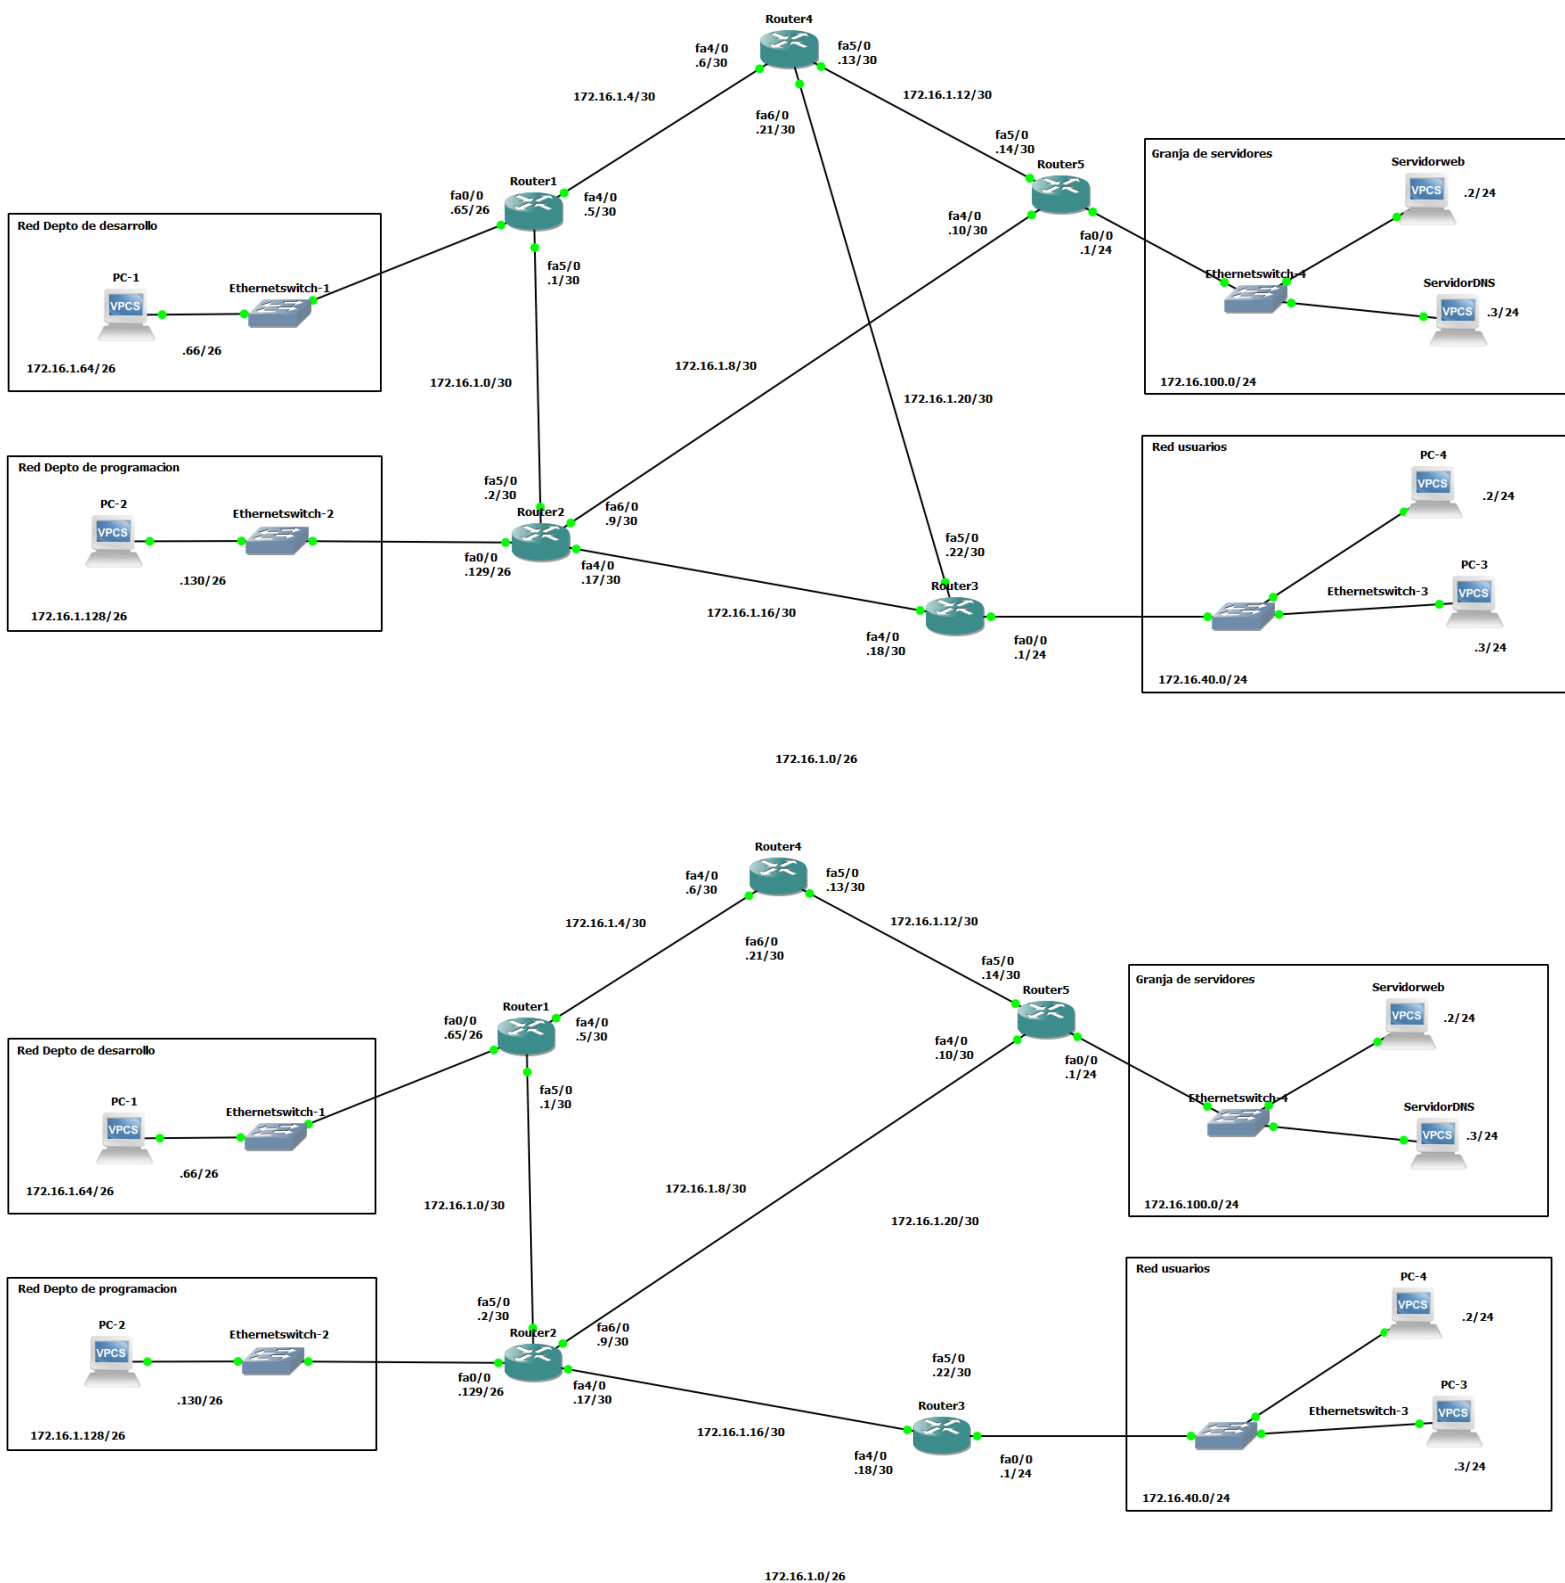 Router4
fa4/0
.6/30
fa5/0
.13/30
172.16.1.4/30
172.16.1.12/30
fa6/0
.21/30
fa5/0
.14/30
Router5
Granja de servidores
Servidorweb
VPCS
.2/24
Router1
fa0/0
.65/26
fa4/0
.5/30
fa4/0
.10/30
fa0/0
.1/24
Red Depto de desarrollo
fa5/0
.1/30
PC-1
VPCS
Ethernetswitch-1
Ethernetswitch-4
ServidorDNS
VPCS
.3/24
.66/26
172.16.1.64/26
172.16.1.0/30
172.16.1.8/30
172.16.1.20/30
172.16.100.0/24
Red Depto de programacion
Red usuarios
PC-4
VPCS
.2/24
fa5/0
.2/30
PC-2
VPCS
Ethernetswitch-2
Router2
fa6/0
.9/30
fa0/0
.129/26
fa4/0
.17/30
fa5/0
.22/30
.130/26
172.16.1.128/26
172.16.1.16/30
Router3
Ethernetswitch-3
PC-3
VPCS
fa4/0
.18/30
fa0/0
.1/24
.3/24
172.16.40.0/24
172.16.1.0/26
Router4
fa4/0
.6/30
fa5/0
.13/30
172.16.1.4/30
172.16.1.12/30
fa6/0
.21/30
fa5/0
.14/30
Router5
Granja de servidores
Servidorweb
VPCS
.2/24
Router1
fa0/0
.65/26
fa4/0
.5/30
fa4/0
.10/30
fa0/0
.1/24
Red Depto de desarrollo
fa5/0
.1/30
PC-1
VPCS
Ethernetswitch-1
Ethernetswitch-4
ServidorDNS
VPCS
.3/24
.66/26
172.16.1.64/26
172.16.1.0/30
172.16.1.8/30
172.16.1.20/30
172.16.100.0/24
Red Depto de programacion
Red usuarios
PC-4
VPCS
.2/24
fa5/0
.2/30
PC-2
VPCS
Ethernetswitch-2
Router2
fa6/0
.9/30
fa0/0
.129/26
fa4/0
.17/30
fa5/0
.22/30
.130/26
172.16.1.128/26
172.16.1.16/30
Router3
Ethernetswitch-3
PC-3
VPCS
fa4/0
.18/30
fa0/0
.1/24
.3/24
172.16.40.0/24
172.16.1.0/26